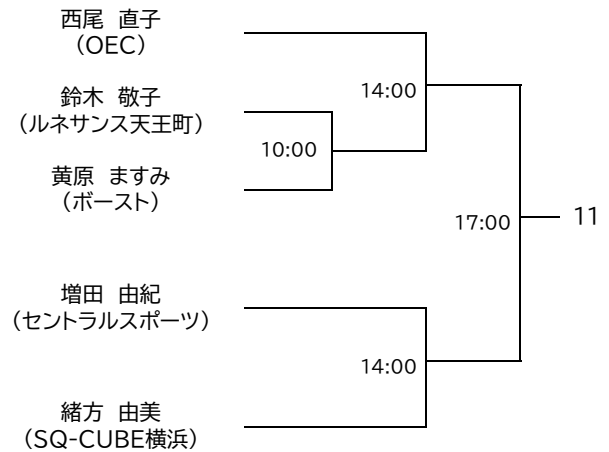 西尾 直子
（OEC）
14:00
鈴木 敬子
（ルネサンス天王町）
10:00
黄原 ますみ
（ボースト）
17:00
11
増田 由紀
（セントラルスポーツ）
14:00
緒方 由美
（SQ-CUBE横浜）